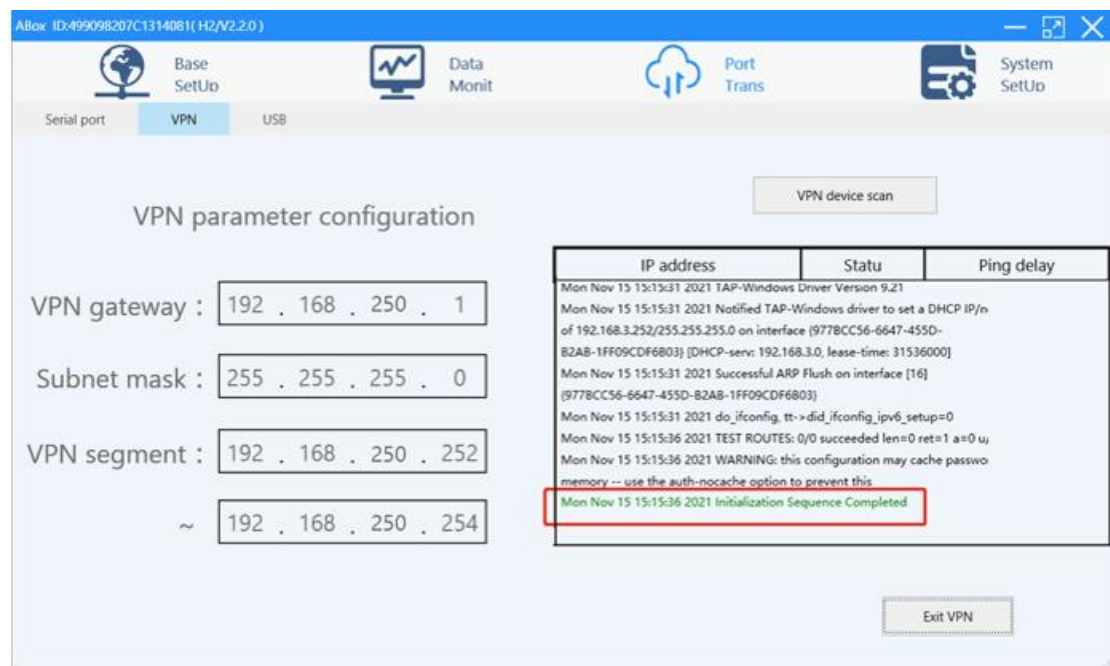 ABox ID:499098207C1314081( H2/V2.2.0 )
Base
SetUp
Data
Monit
Port
Trans
System
SetUp
Serial port VPN USB
VPN device scan
VPN parameter configuration
IP address Statu Ping delay
VPN gateway : 192 . 168 . 250 . 1
Subnet mask : 255 . 255 . 255 . 0
VPN segment : 192 . 168 . 250 . 252
~ 192 . 168 . 250 . 254
Mon Nov 15 15:15:31 2021 TAP-Windows Driver Version 9.21
Mon Nov 15 15:15:31 2021 Notified TAP-Windows driver to set a DHCP IP/n
of 192.168.3.252/255.255.255.0 on interface {977BCC56-6647-455D-
B2AB-1FF09CDF6B03} [DHCP-serv: 192.168.3.0, lease-time: 31536000]
Mon Nov 15 15:15:31 2021 Successful ARP Flush on interface [16]
{977BCC56-6647-455D-B2AB-1FF09CDF6B03}
Mon Nov 15 15:15:31 2021 do_ifconfig, tt->did_ifconfig_ipv6_setup=0
Mon Nov 15 15:15:36 2021 TEST ROUTES: 0/0 succeeded len=0 ret=1 a=0 u/
Mon Nov 15 15:15:36 2021 WARNING: this configuration may cache passwo
memory -- use the auth-nocache option to prevent this
Mon Nov 15 15:15:36 2021 Initialization Sequence Completed
Exit VPN